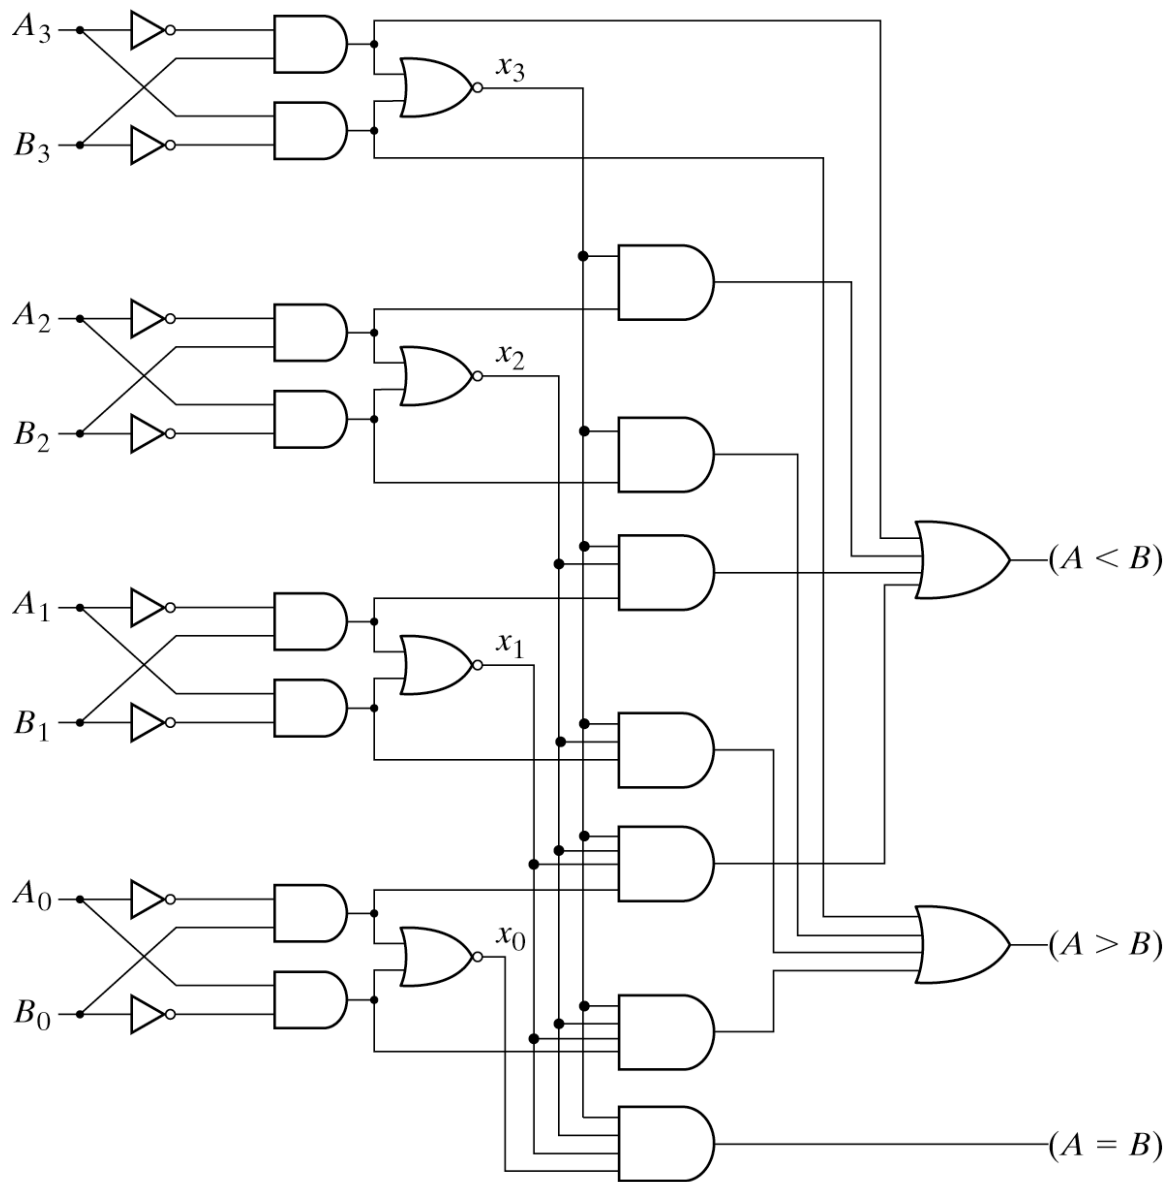 A₃
x₃
B₃
A₂
x₂
B₂
(A < B)
A₁
x₁
B₁
A₀
x₀
(A > B)
B₀
(A = B)